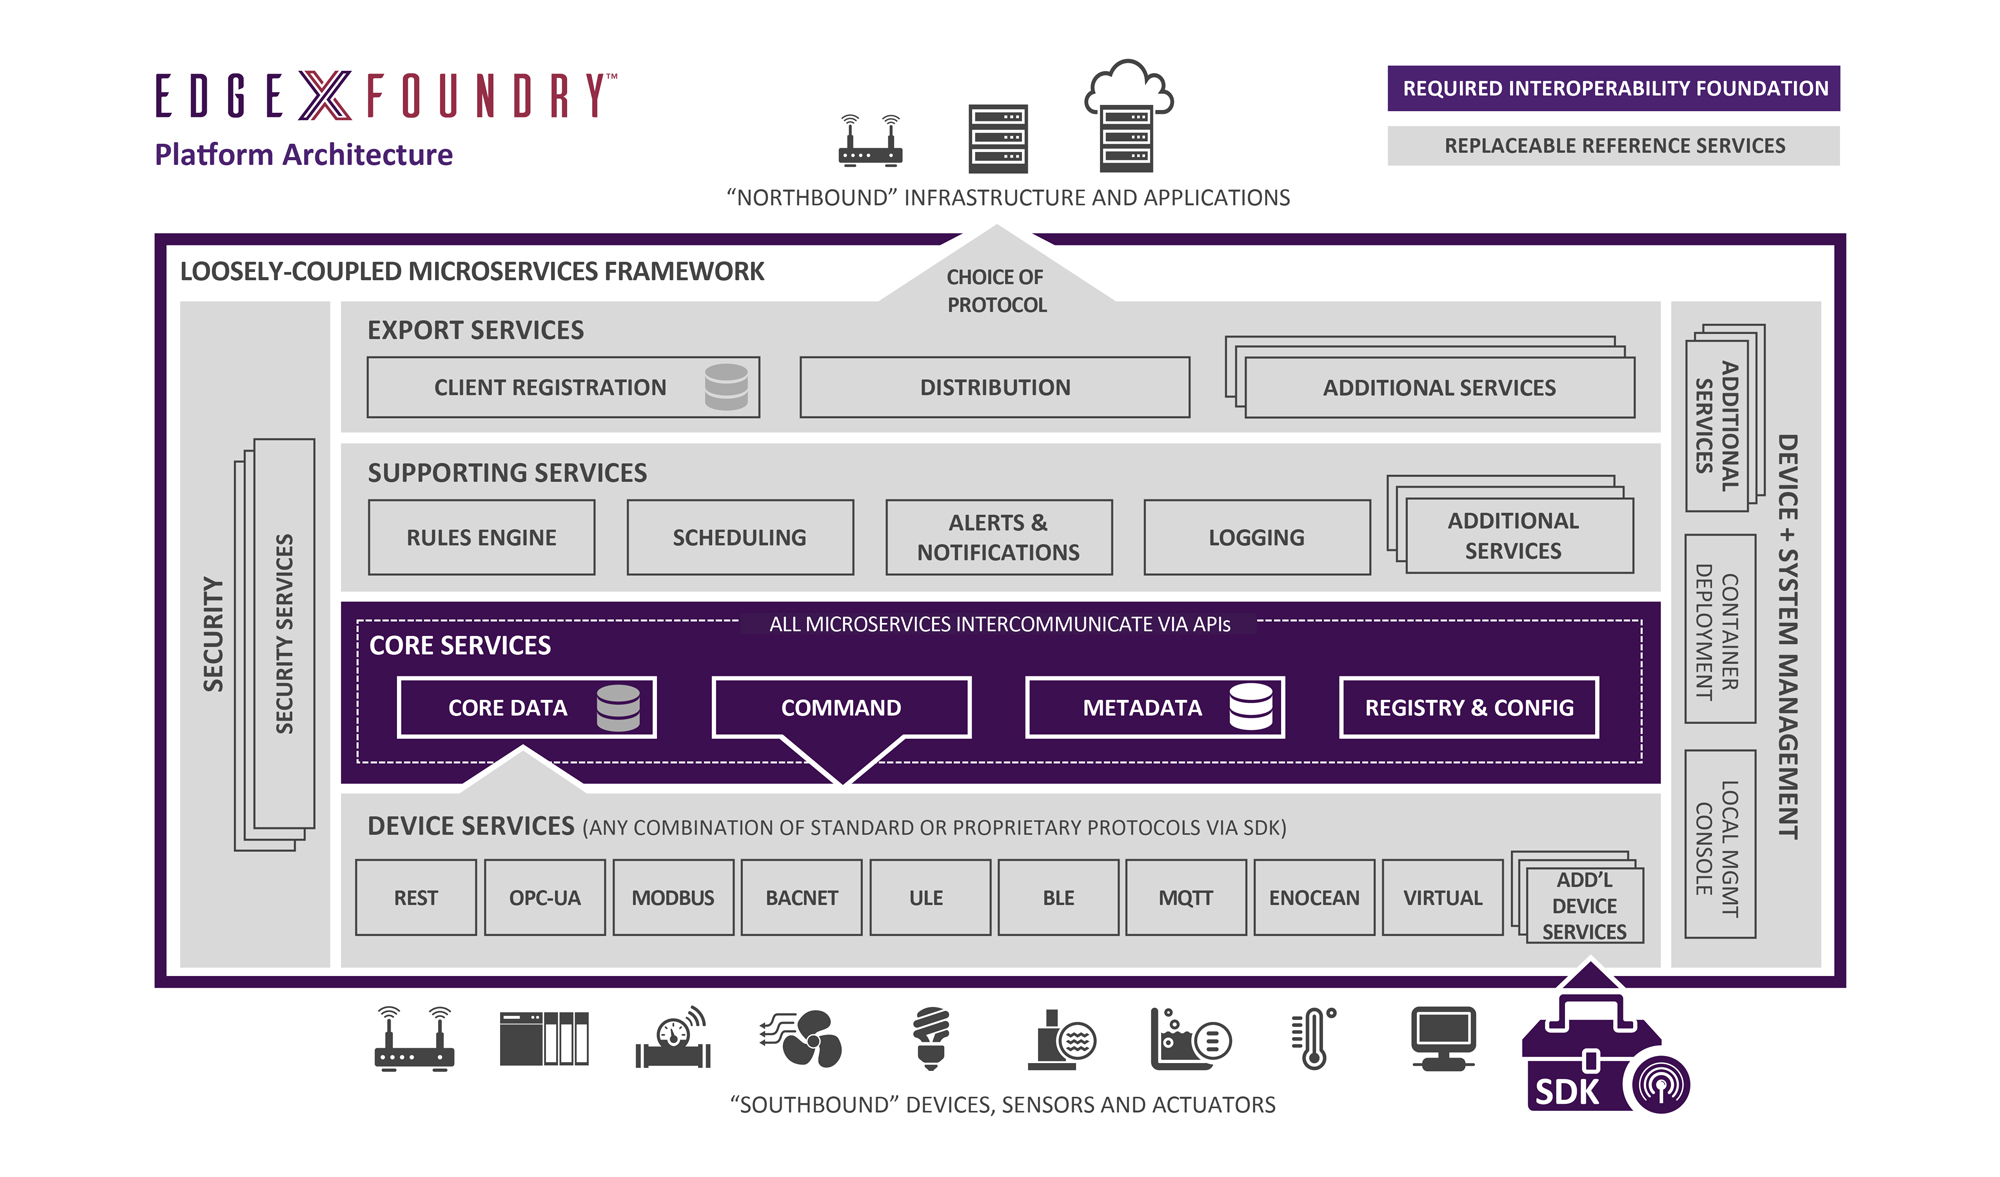 EDGE X FOUNDRY™
Platform Architecture
REQUIRED INTEROPERABILITY FOUNDATION
REPLACEABLE REFERENCE SERVICES
“NORTHBOUND” INFRASTRUCTURE AND APPLICATIONS
LOOSELY-COUPLED MICROSERVICES FRAMEWORK
CHOICE OF
PROTOCOL
SECURITY
SECURITY SERVICES
EXPORT SERVICES
CLIENT REGISTRATION
DISTRIBUTION
ADDITIONAL SERVICES
SUPPORTING SERVICES
RULES ENGINE
SCHEDULING
ALERTS &
NOTIFICATIONS
LOGGING
ADDITIONAL
SERVICES
ALL MICROSERVICES INTERCOMMUNICATE VIA APIs
CORE SERVICES
CORE DATA
COMMAND
METADATA
REGISTRY & CONFIG
DEVICE SERVICES (ANY COMBINATION OF STANDARD OR PROPRIETARY PROTOCOLS VIA SDK)
REST
OPC-UA
MODBUS
BACNET
ULE
BLE
MQTT
ENOCEAN
VIRTUAL
ADD’L
DEVICE
SERVICES
DEVICE + SYSTEM MANAGEMENT
ADDITIONAL
SERVICES
CONTAINER
DEPLOYMENT
LOCAL MGMT
CONSOLE
SDK
“SOUTHBOUND” DEVICES, SENSORS AND ACTUATORS